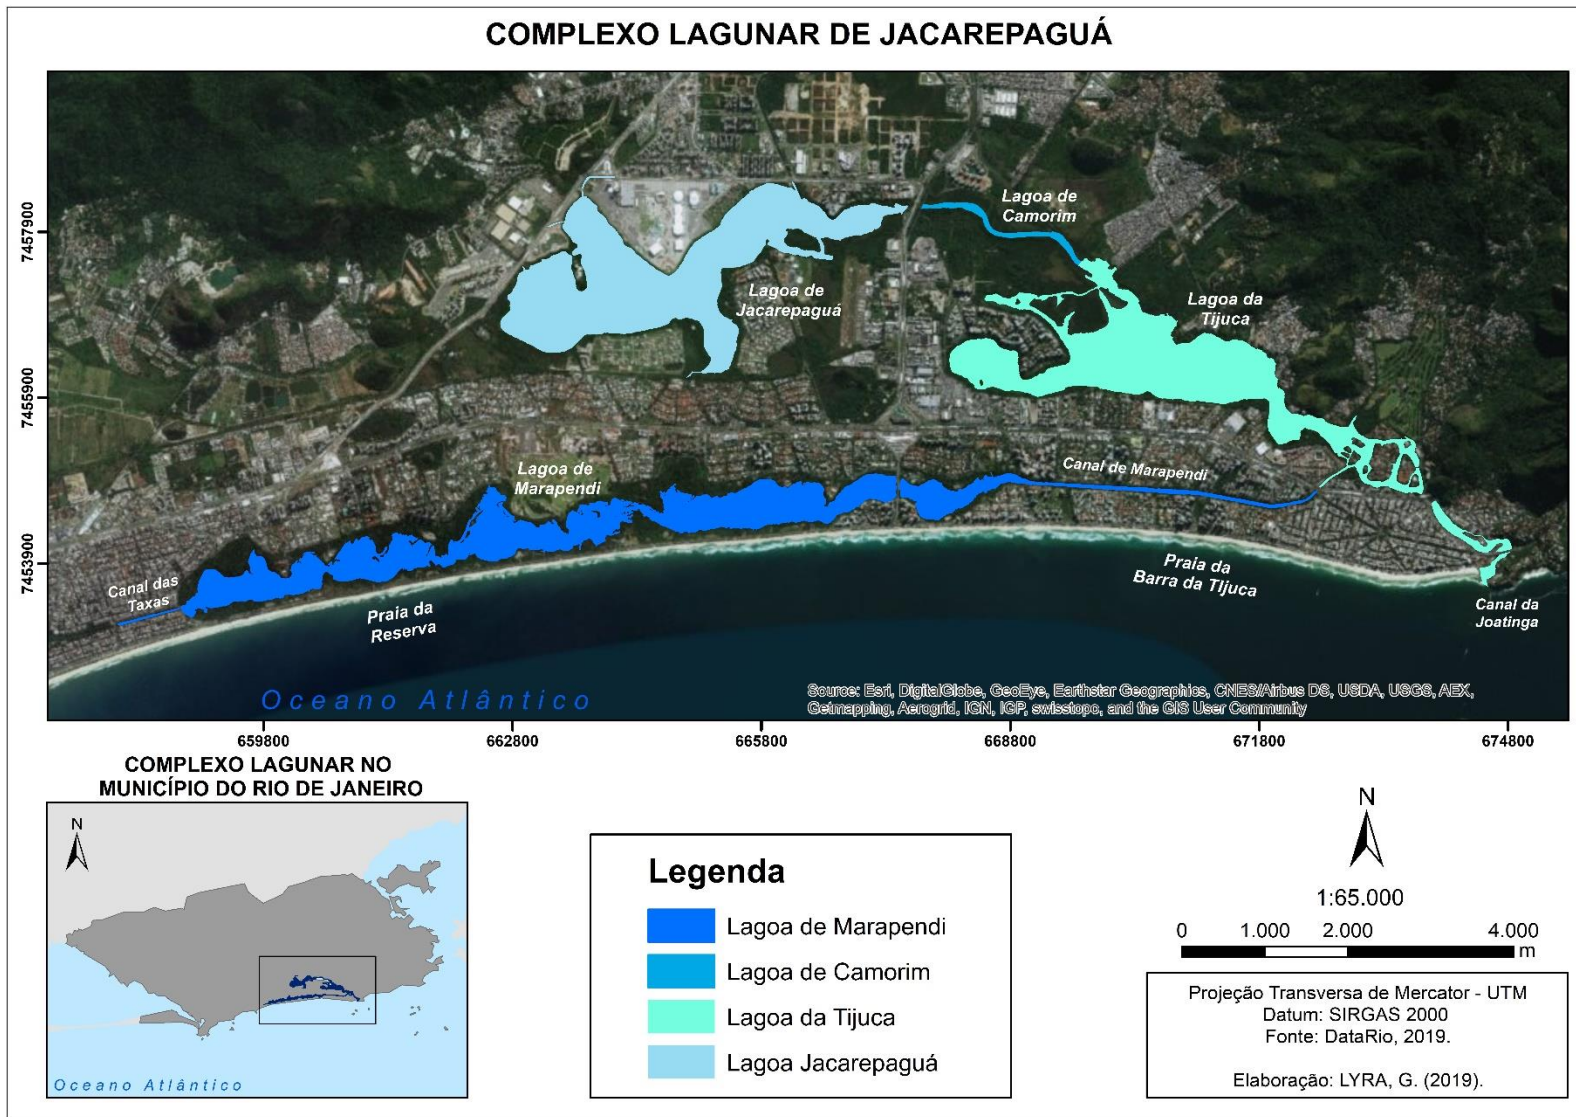 COMPLEXO LAGUNAR DE JACAREPAGUÁ
Lagoa de
Camorim
Lagoa de
Jacarepaguá
Lagoa da
Tijuca
Lagoa de
Marapendi
Canal de Marapendi
Canal das
Taxas
Praia da
Reserva
Praia da
Barra da TIjuca
Canal da
Joatinga
Oceano Atlântico
Source: Esri, DigitalGlobe, GeoEye, Earthstar Geographics, CNES/Airbus DS, USDA, USGS, AEX,
Getmapping, Aerogrid, IGN, IGP, swisstopo, and the GIS User Community
7457900
7455900
7453900
659800
662800
665800
668800
671800
674800
COMPLEXO LAGUNAR NO
MUNICÍPIO DO RIO DE JANEIRO
N
Oceano Atlântico
Legenda
Lagoa de Marapendi
Lagoa de Camorim
Lagoa da Tijuca
Lagoa Jacarepaguá
N
1:65.000
0 1.000 2.000 4.000
m
Projeção Transversa de Mercator - UTM
Datum: SIRGAS 2000
Fonte: DataRio, 2019.
Elaboração: LYRA, G. (2019).